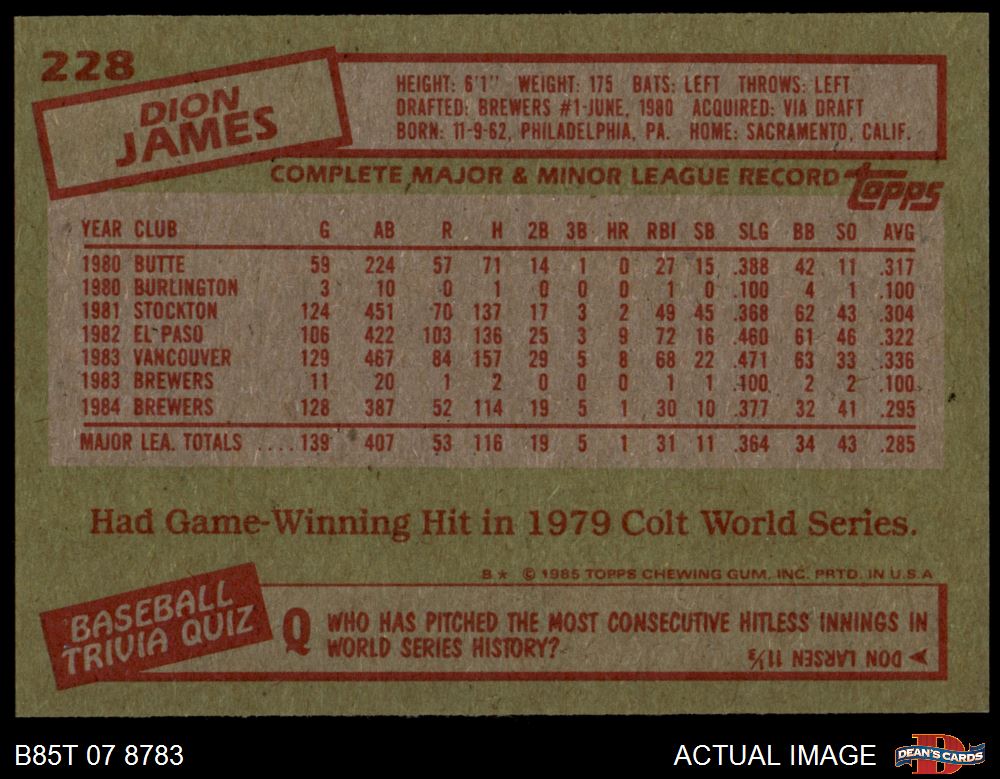 228
DION
JAMES
HEIGHT: 6'1" WEIGHT: 175 BATS: LEFT THROWS: LEFT
DRAFTED: BREWERS #1-JUNE, 1980 ACQUIRED: VIA DRAFT
BORN: 11-9-62, PHILADELPHIA, PA. HOME: SACRAMENTO, CALIF.
COMPLETE MAJOR & MINOR LEAGUE RECORD topps
YEAR CLUB G AB R H 2B 3B HR RBI SB SLG BB SO AVG
1980 BUTTE 59 224 57 71 14 1 0 27 15 .388 42 11 .317
1980 BURLINGTON 3 10 0 1 0 0 0 1 0 .100 4 1 .100
1981 STOCKTON 124 451 70 137 17 3 2 49 45 .368 62 43 .304
1982 EL PASO 106 422 103 136 25 3 9 72 16 .460 61 46 .322
1983 VANCOUVER 129 467 84 157 29 5 8 68 22 .471 63 33 .336
1983 BREWERS 11 20 1 2 0 0 0 1 1 .100 2 2 .100
1984 BREWERS 128 387 52 114 19 5 1 30 10 .377 32 41 .295
MAJOR LEA. TOTALS ....139 407 53 116 19 5 1 31 11 .364 34 43 .285
Had Game-Winning Hit in 1979 Colt World Series.
B* © 1985 TOPPS CHEWING GUM, INC. PRTD. IN U.S.A
BASEBALL
TRIVIA QUIZ
Q WHO HAS PITCHED THE MOST CONSECUTIVE HITLESS INNINGS IN
WORLD SERIES HISTORY?
DON LARSEN 11⅓
B85T 07 8783
ACTUAL IMAGE
DEAN'S CARDS